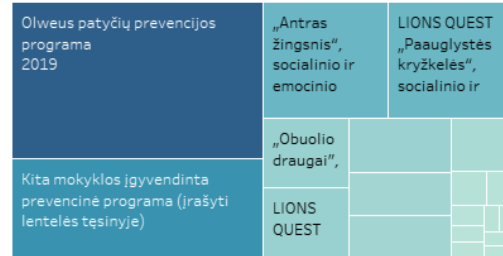 Olweus patyčių prevencijos
programa
2019
Kita mokyklos įgyvendinta
prevencinė programa (įrašyti
lentelės tęsinyje)
„Antras
žingsnis“,
socialinio ir
emocinio
LIONS QUEST
„Paauglystės
kryžkelės“,
socialinio ir
„Obuolio
draugai“,
LIONS
QUEST